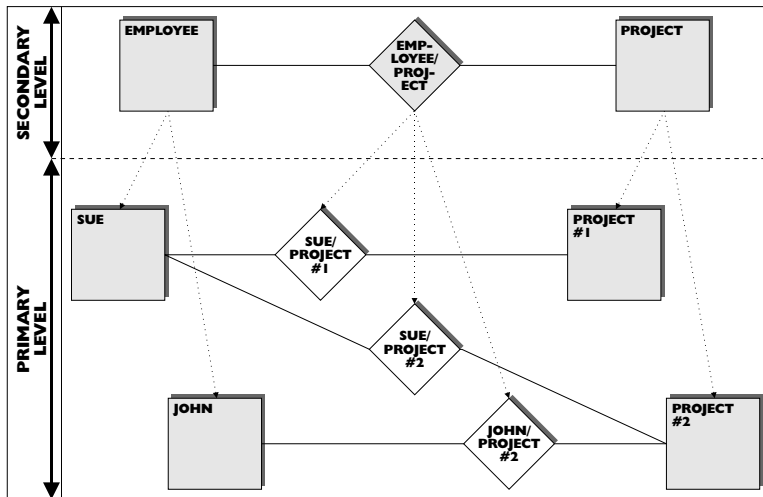 SECONDARY
LEVEL
EMPLOYEE
EMP-
LOYEE/
PROJ-
ECT
PROJECT
PRIMARY
LEVEL
SUE
SUE/
PROJECT
#1
PROJECT
#1
SUE/
PROJECT
#2
JOHN
JOHN/
PROJECT
#2
PROJECT
#2